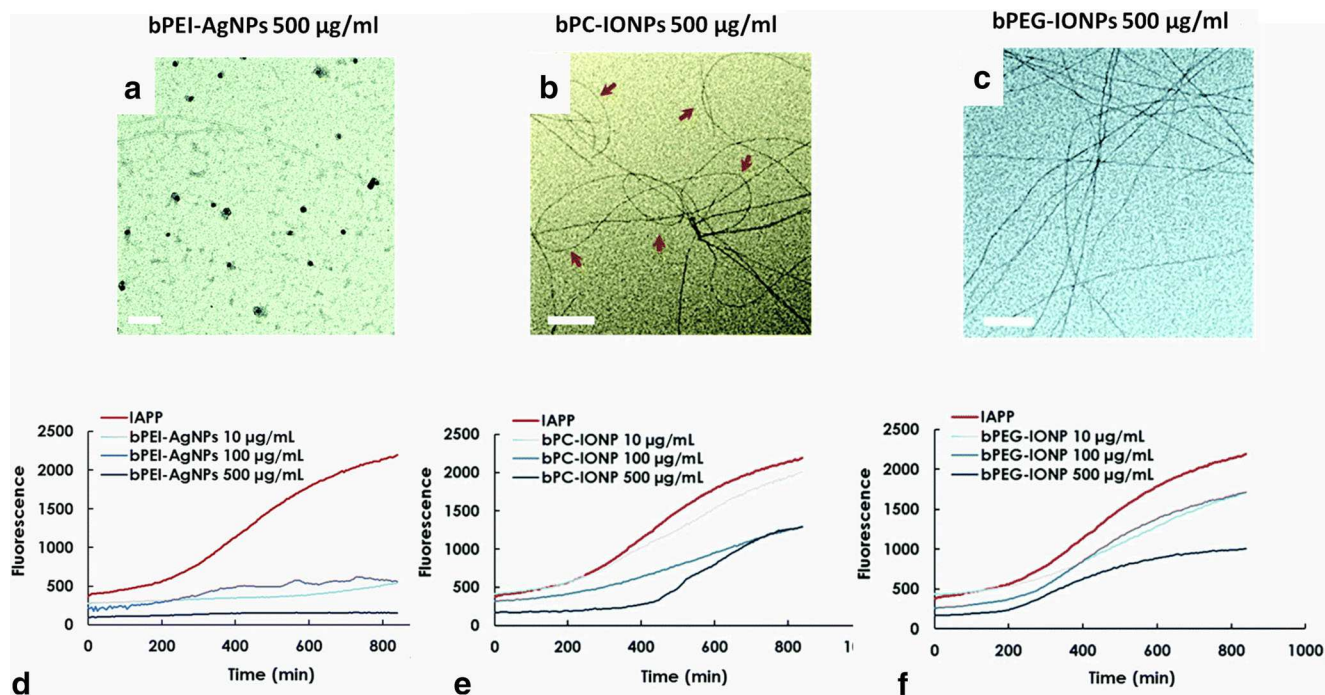 bPEI-AgNPs 500 µg/ml
bPC-IONPs 500 µg/ml
bPEG-IONPs 500 µg/ml
a
b
c
IAPP
bPEI-AgNPs 10 µg/mL
bPEI-AgNPs 100 µg/mL
bPEI-AgNPs 500 µg/mL
2500
2000
1500
1000
500
0
Fluorescence
0 200 400 600 800
Time (min)
d
IAPP
bPC-IONP 10 µg/mL
bPC-IONP 100 µg/mL
bPC-IONP 500 µg/mL
2500
2000
1500
1000
500
0
Fluorescence
0 200 400 600 800 10
Time (min)
e
IAPP
bPEG-IONP 10 µg/mL
bPEG-IONP 100 µg/mL
bPEG-IONP 500 µg/mL
2500
2000
1500
1000
500
0
Fluorescence
0 200 400 600 800 1000
Time (min)
f